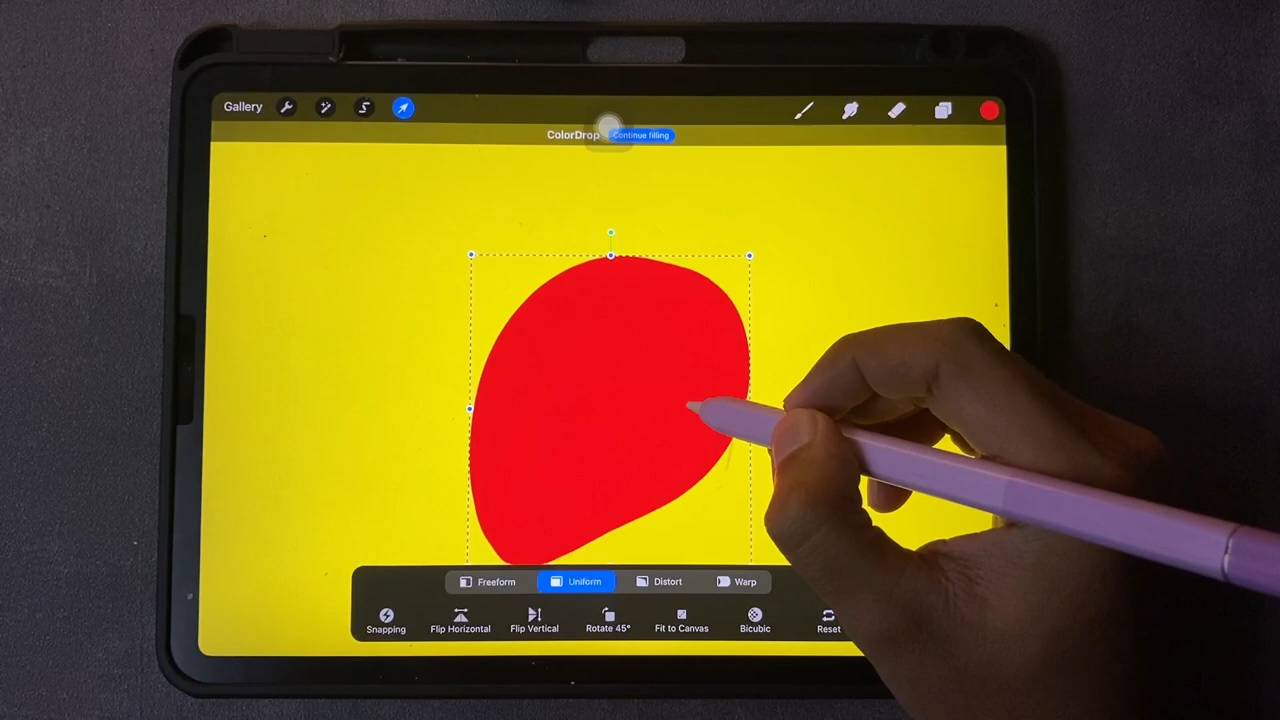 Gallery
ColorDrop Continue filling
Freeform Uniform Distort Warp
Snapping Flip Horizontal Flip Vertical Rotate 45° Fit to Canvas Bicubic Reset